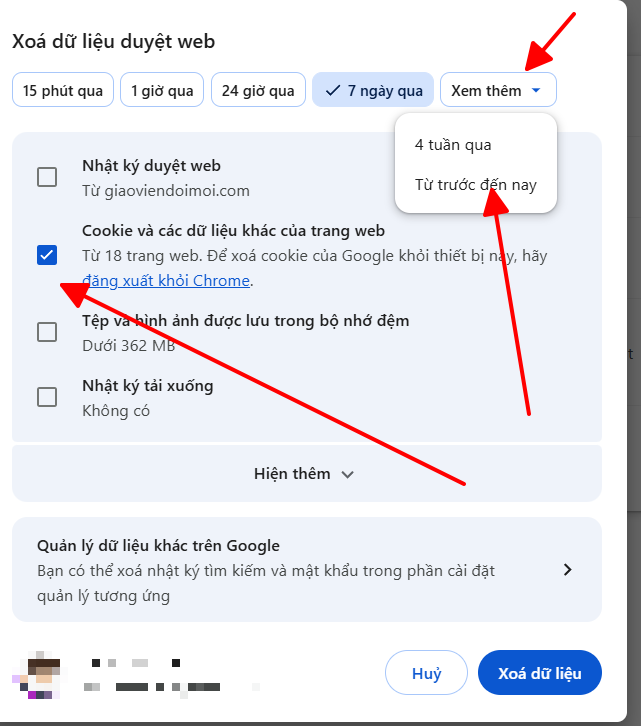 Xoá dữ liệu duyệt web
15 phút qua
1 giờ qua
24 giờ qua
7 ngày qua
Xem thêm
4 tuần qua
Từ trước đến nay
Nhật ký duyệt web
Từ giaoviendoimoi.com
Cookie và các dữ liệu khác của trang web
Từ 18 trang web. Để xoá cookie của Google khỏi thiết bị này, hãy
đăng xuất khỏi Chrome.
Tệp và hình ảnh được lưu trong bộ nhớ đệm
Dưới 362 MB
Nhật ký tải xuống
Không có
Hiện thêm
Quản lý dữ liệu khác trên Google
Bạn có thể xoá nhật ký tìm kiếm và mật khẩu trong phần cài đặt
quản lý tương ứng
Huỷ
Xoá dữ liệu